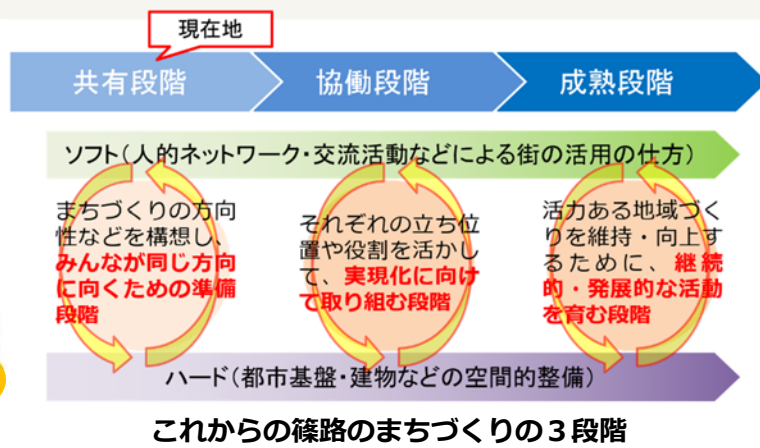 現在地
共有段階
協働段階
成熟段階
ソフト(人的ネットワーク・交流活動などによる街の活用の仕方)
まちづくりの方向
性などを構想し、
みんなが同じ方向
に向くための準備
段階
それぞれの立ち位
置や役割を活かし
て、実現化に向け
て取り組む段階
活力ある地域づく
りを維持・向上す
るために、継続
的・発展的な活動
を育む段階
ハード(都市基盤・建物などの空間的整備)
これからの篠路のまちづくりの3段階